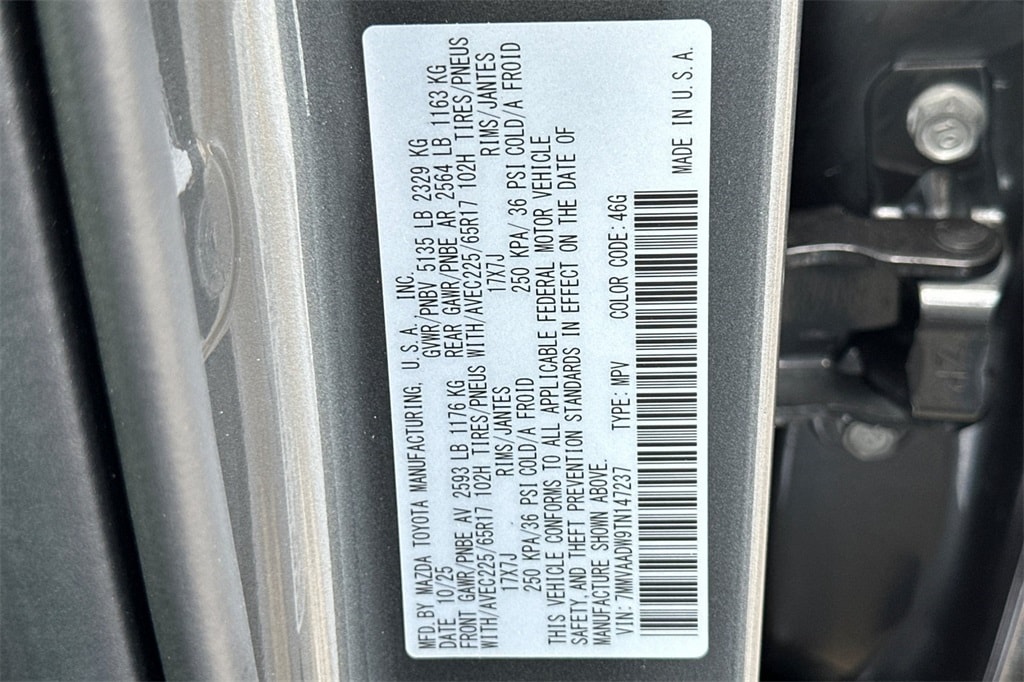 MFD.BY MAZDA TOYOTA MANUFACTURING, U.S.A., INC.
DATE 10/25 GVWR/PNBV 5135 LB 2329 KG
FRONT GAWR/PNBE AV 2593 LB 1176 KG REAR GAWR/PNBE AR 2564 LB 1163 KG
WITH/AVEC225/65R17 102H TIRES/PNEUS WITH/AVEC225/65R17 102H TIRES/PNEUS
17X7J RIMS/JANTES 17X7J RIMS/JANTES
250 KPA/36 PSI COLD/A FROID 250 KPA/ 36 PSI COLD/A FROID
THIS VEHICLE CONFORMS TO ALL APPLICABLE FEDERAL MOTOR VEHICLE
SAFETY AND THEFT PREVENTION STANDARDS IN EFFECT ON THE DATE OF
MANUFACTURE SHOWN ABOVE.
VIN: 7MMVAADW9TN147237 TYPE: MPV COLOR CODE: 46G
MADE IN U.S.A.